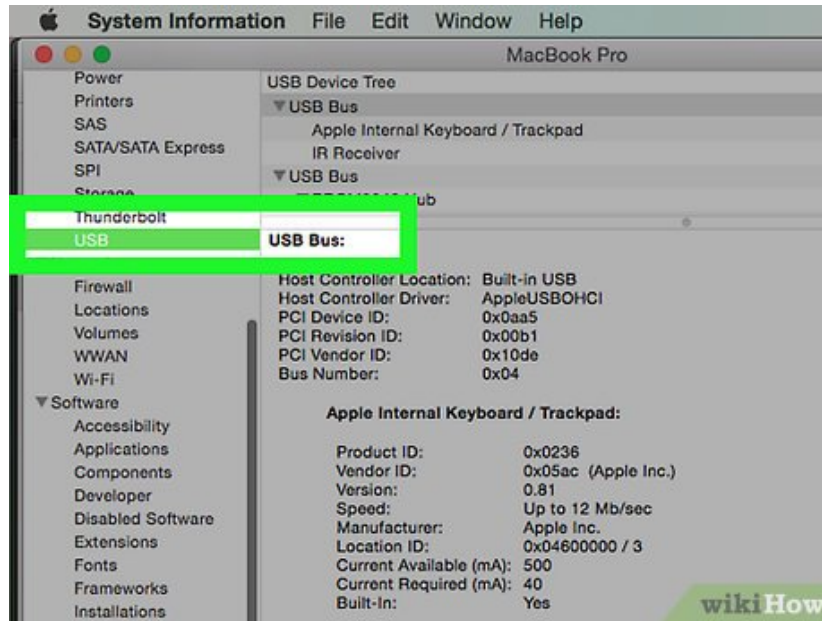 System Information File Edit Window Help
MacBook Pro
Power
Printers
SAS
SATA/SATA Express
SPI
Storage
Thunderbolt
USB
Firewall
Locations
Volumes
WWAN
Wi-Fi
Software
Accessibility
Applications
Components
Developer
Disabled Software
Extensions
Fonts
Frameworks
Installations
USB Device Tree
USB Bus
Apple Internal Keyboard / Trackpad
IR Receiver
USB Bus
USB Bus:
Host Controller Location: Built-in USB
Host Controller Driver: AppleUSBOHCI
PCI Device ID: 0x0aa5
PCI Revision ID: 0x00b1
PCI Vendor ID: 0x10de
Bus Number: 0x04
Apple Internal Keyboard / Trackpad:
Product ID: 0x0236
Vendor ID: 0x05ac (Apple Inc.)
Version: 0.81
Speed: Up to 12 Mb/sec
Manufacturer: Apple Inc.
Location ID: 0x04600000 / 3
Current Available (mA): 500
Current Required (mA): 40
Built-In: Yes
wikiHow